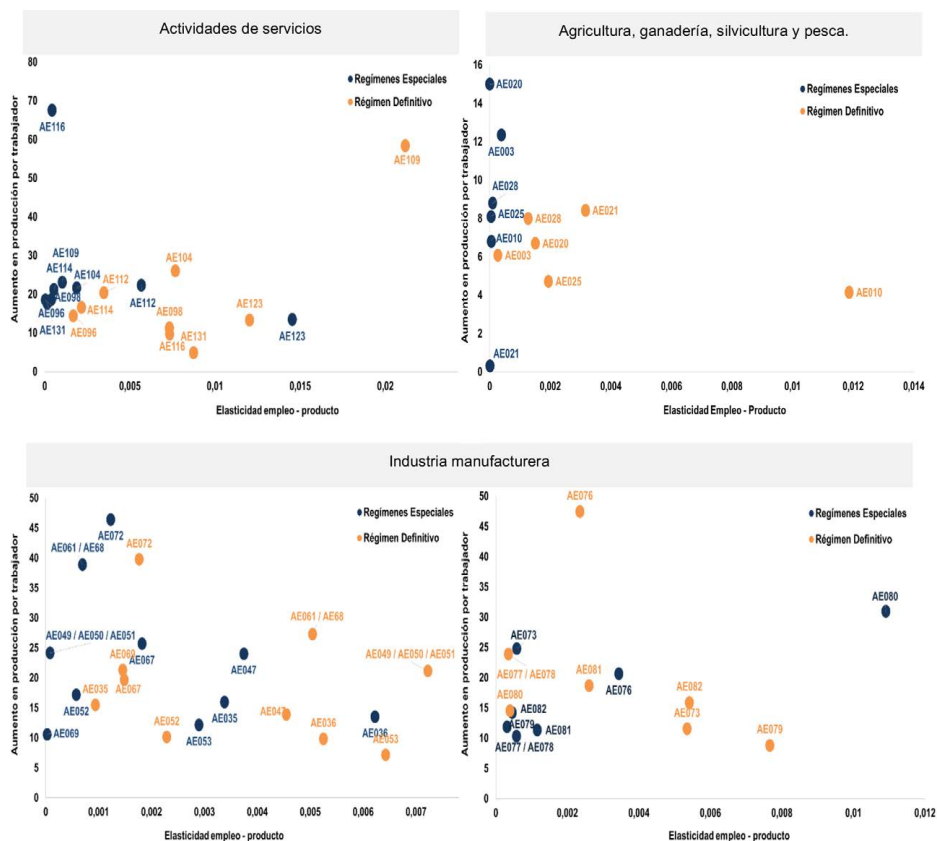 Actividades de servicios
Aumento en producción por trabajador
80
70
60
50
40
30
20
10
0
Regímenes Especiales
Régimen Definitivo
AE116
AE109
AE109
AE114
AE104
AE104
AE112
AE098
AE096
AE131
AE114
AE096
AE112
AE098
AE116
AE131
AE123
AE123
0
0,005
0,01
0,015
0,02
Elasticidad empleo - producto
Agricultura, ganadería, silvicultura y pesca.
Aumento en producción por trabajador
16
14
12
10
8
6
4
2
0
Regímenes Especiales
Régimen Definitivo
AE020
AE003
AE028
AE025
AE010
AE003
AE028
AE020
AE021
AE025
AE010
AE021
0
0,002
0,004
0,006
0,008
0,01
0,012
0,014
Elasticidad Empleo - Producto
Industria manufacturera
Aumento en producción por trabajador
50
45
40
35
30
25
20
15
10
5
0
Regímenes Especiales
Régimen Definitivo
AE072
AE072
AE061 / AE68
AE061 / AE68
AE049 / AE050 / AE051
AE069
AE067
AE047
AE049 / AE050 / AE051
AE035
AE067
AE052
AE035
AE047
AE052
AE069
AE053
AE036
AE036
AE053
0
0,001
0,002
0,003
0,004
0,005
0,006
0,007
Elasticidad empleo - producto
Aumento en producción por trabajador
50
45
40
35
30
25
20
15
10
5
0
AE076
Regímenes Especiales
Régimen Definitivo
AE080
AE073
AE077 / AE078
AE081
AE076
AE080
AE082
AE082
AE079
AE081
AE073
AE079
AE077 / AE078
0
0,002
0,004
0,006
0,008
0,01
0,012
Elasticidad empleo - producto